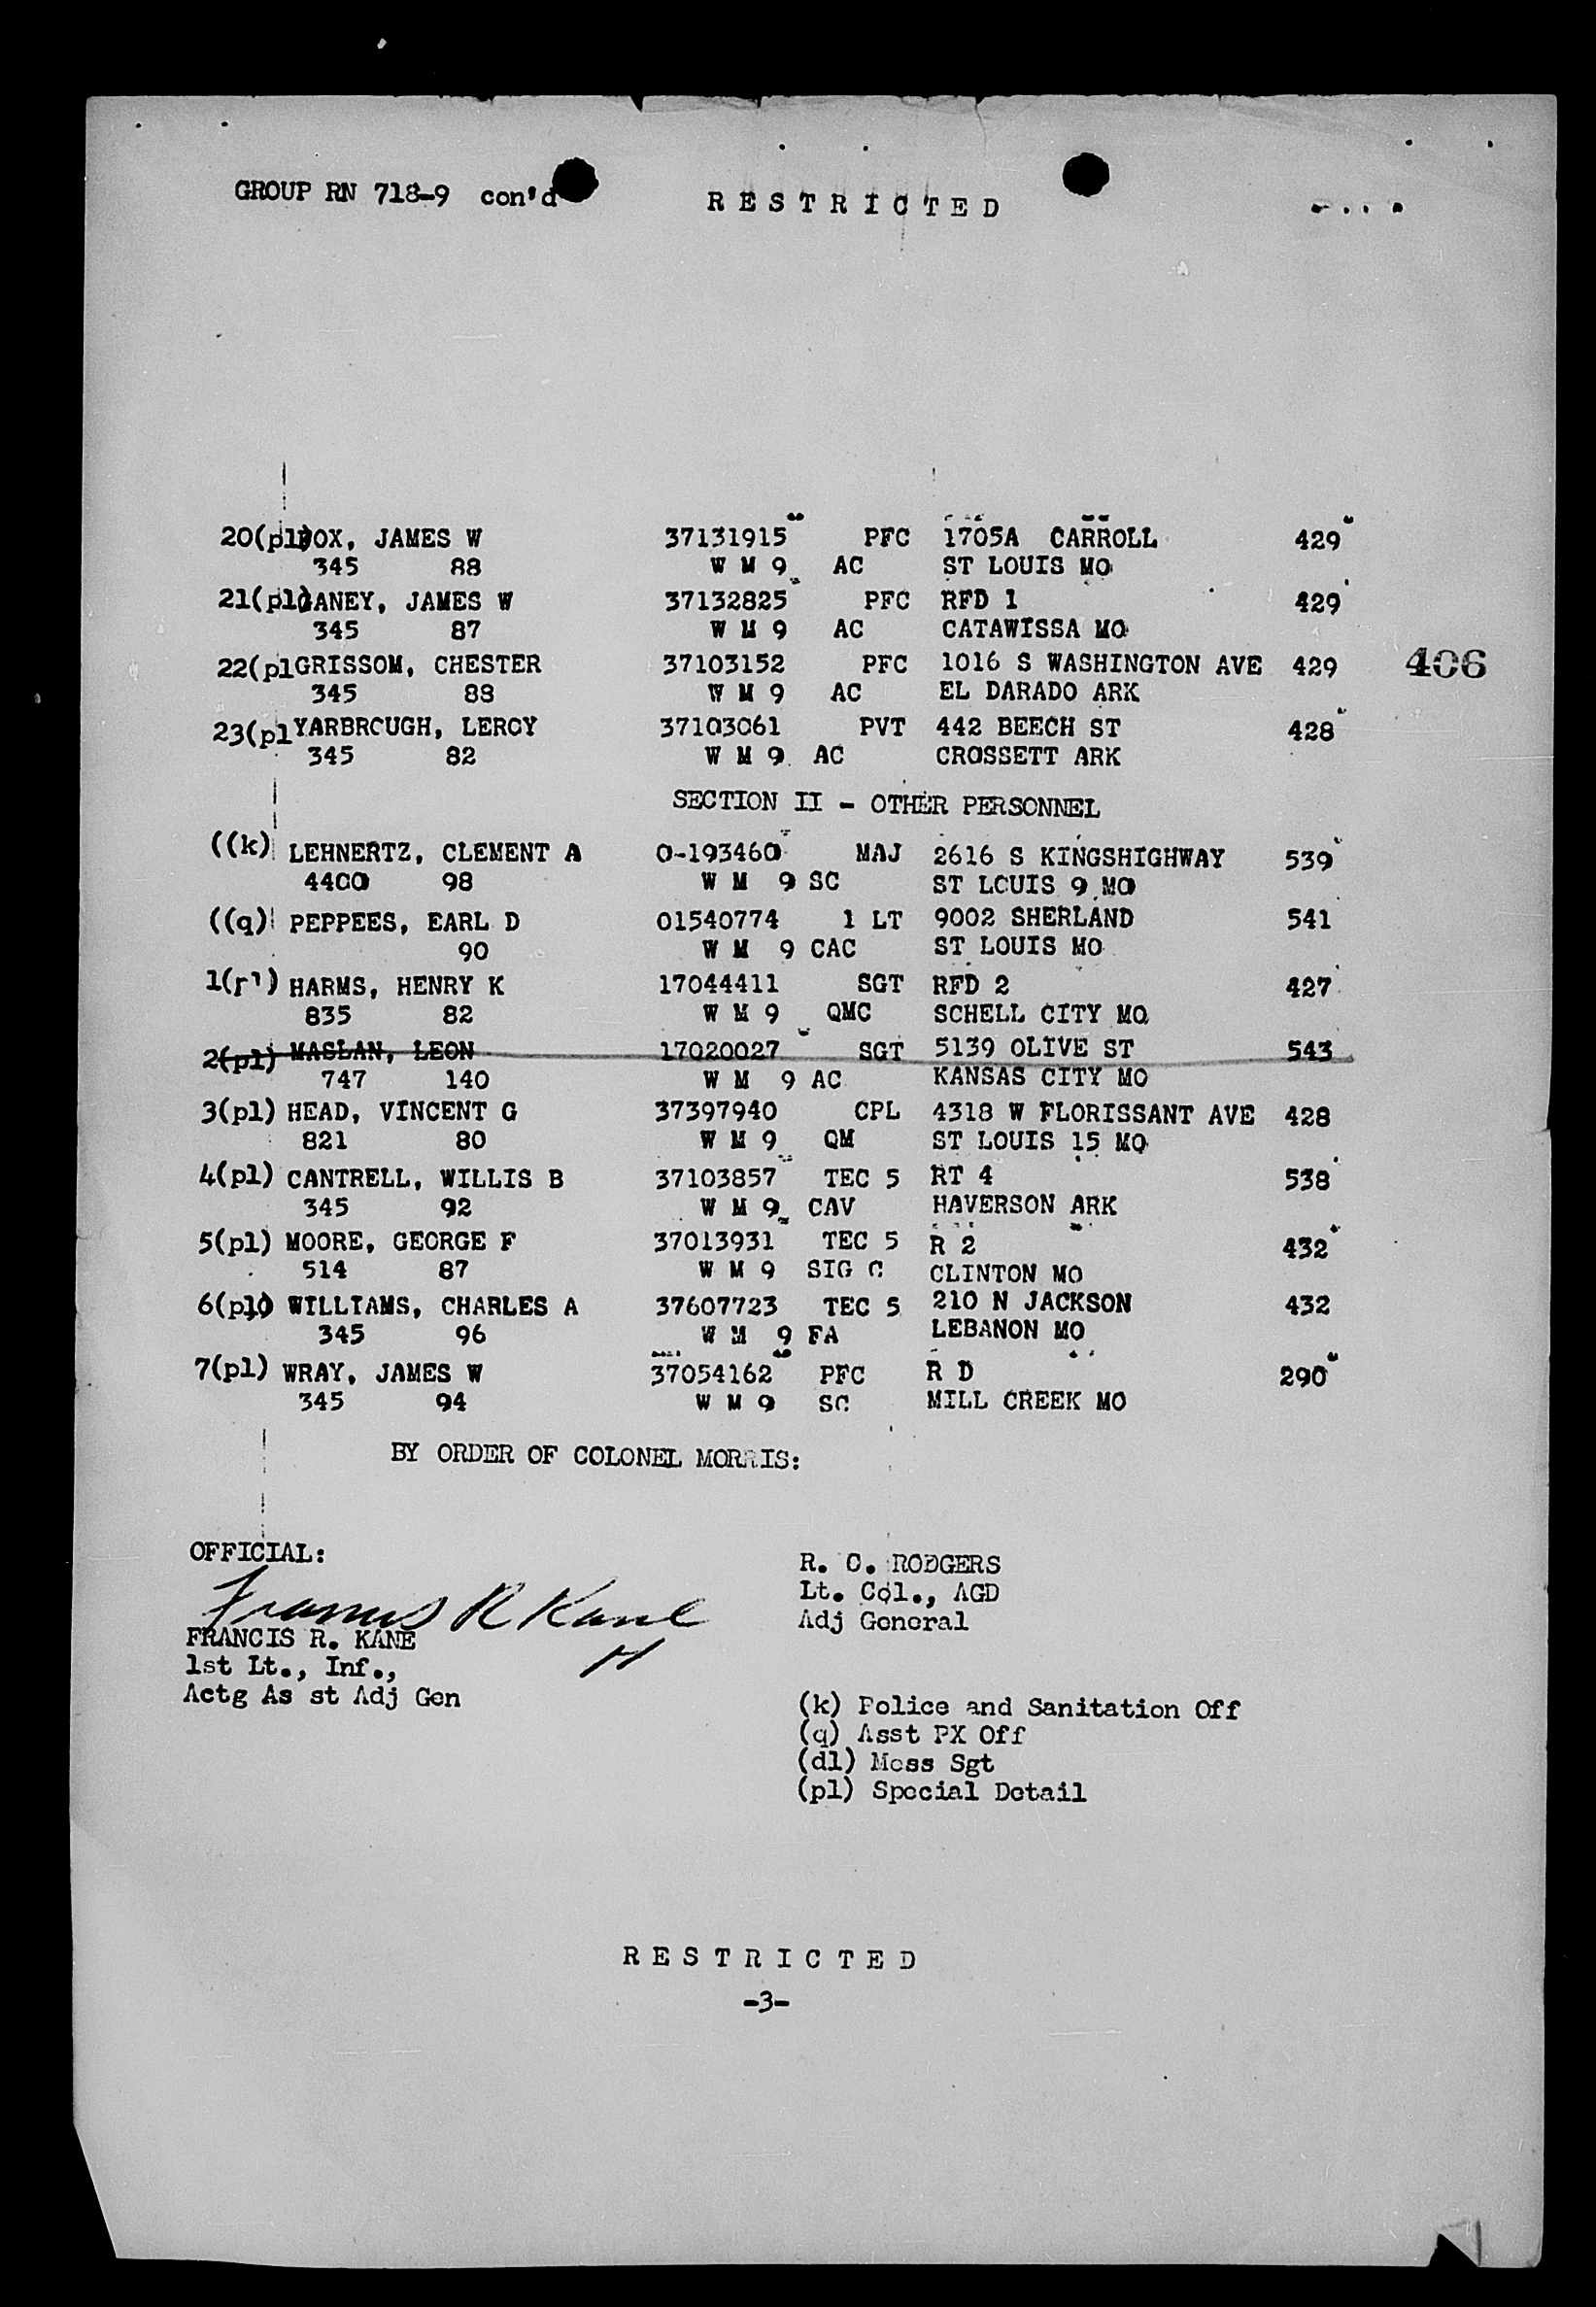 GROUP RN 718-9 con'd RESTRICTED
20(pl) OX, JAMES W 37131915 PFC 1705A CARROLL 429
345 88 W M 9 AC ST LOUIS MO
21(pl) GANEY, JAMES W 37132825 PFC RFD 1 429
345 87 W M 9 AC CATAWISSA MO
22(pl GRISSOM, CHESTER 37103152 PFC 1016 S WASHINGTON AVE 429 406
345 88 W M 9 AC EL DARADO ARK
23(pl YARBROUGH, LEROY 37103061 PVT 442 BEECH ST 428
345 82 W M 9 AC CROSSETT ARK
SECTION II - OTHER PERSONNEL
((k) LEHNERTZ, CLEMENT A O-193460 MAJ 2616 S KINGSHIGHWAY 539
4400 98 W M 9 SC ST LOUIS 9 MO
((q) PEPPEES, EARL D 01540774 1 LT 9002 SHERLAND 541
90 W M 9 CAC ST LOUIS MO
1( ) HARMS, HENRY K 17044411 SGT RFD 2 427
835 82 W M 9 QMC SCHELL CITY MO
2(pl) MASLAN, LEON 17020027 SGT 5139 OLIVE ST 543
747 140 W M 9 AC KANSAS CITY MO
3(pl) HEAD, VINCENT G 37397940 CPL 4318 W FLORISSANT AVE 428
821 80 W M 9 QM ST LOUIS 15 MO
4(pl) CANTRELL, WILLIS B 37103857 TEC 5 RT 4 538
345 92 W M 9 CAV HAVERSON ARK
5(pl) MOORE, GEORGE F 37013931 TEC 5 R 2 432
514 87 W M 9 SIG C CLINTON MO
6(pl) WILLIAMS, CHARLES A 37607723 TEC 5 210 N JACKSON 432
345 96 W M 9 FA LEBANON MO
7(pl) WRAY, JAMES W 37054162 PFC R D 290
345 94 W M 9 SC MILL CREEK MO
BY ORDER OF COLONEL MORRIS:
OFFICIAL:
Francis R Kane
FRANCIS R. KANE
1st Lt., Inf.,
Actg As st Adj Gen
R. C. RODGERS
Lt. Col., AGD
Adj General
(k) Police and Sanitation Off
(q) Asst PX Off
(dl) Mess Sgt
(pl) Special Detail
RESTRICTED
-3-